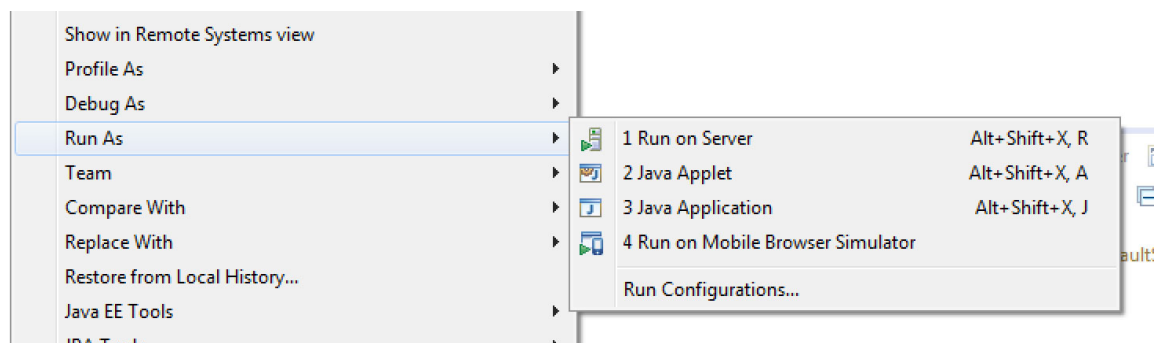 Show in Remote Systems view
Profile As
Debug As
Run As
Team
Compare With
Replace With
Restore from Local History...
Java EE Tools
1 Run on Server Alt+Shift+X, R
2 Java Applet Alt+Shift+X, A
3 Java Application Alt+Shift+X, J
4 Run on Mobile Browser Simulator
Run Configurations...